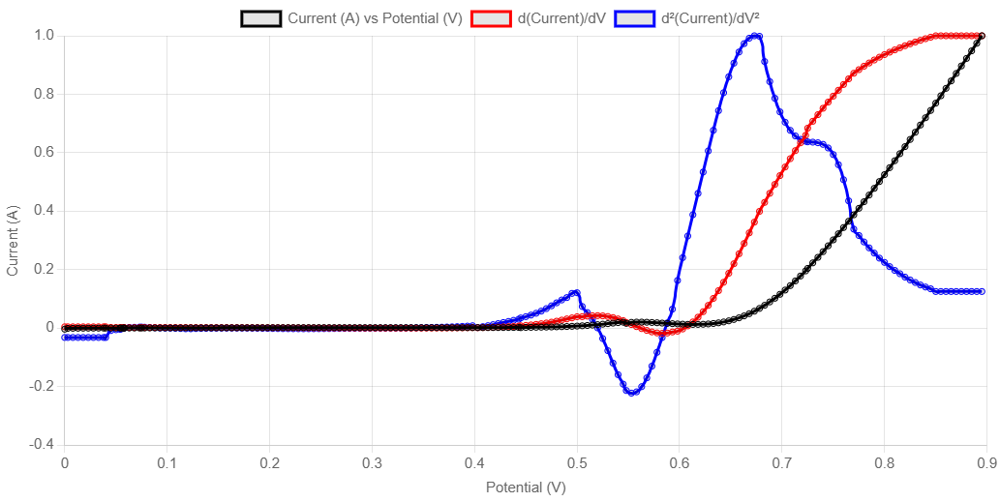 Current (A) vs Potential (V) d(Current)/dV d²(Current)/dV²
1.0
0.8
0.6
0.4
0.2
0
-0.2
-0.4
Current (A)
0 0.1 0.2 0.3 0.4 0.5 0.6 0.7 0.8 0.9
Potential (V)